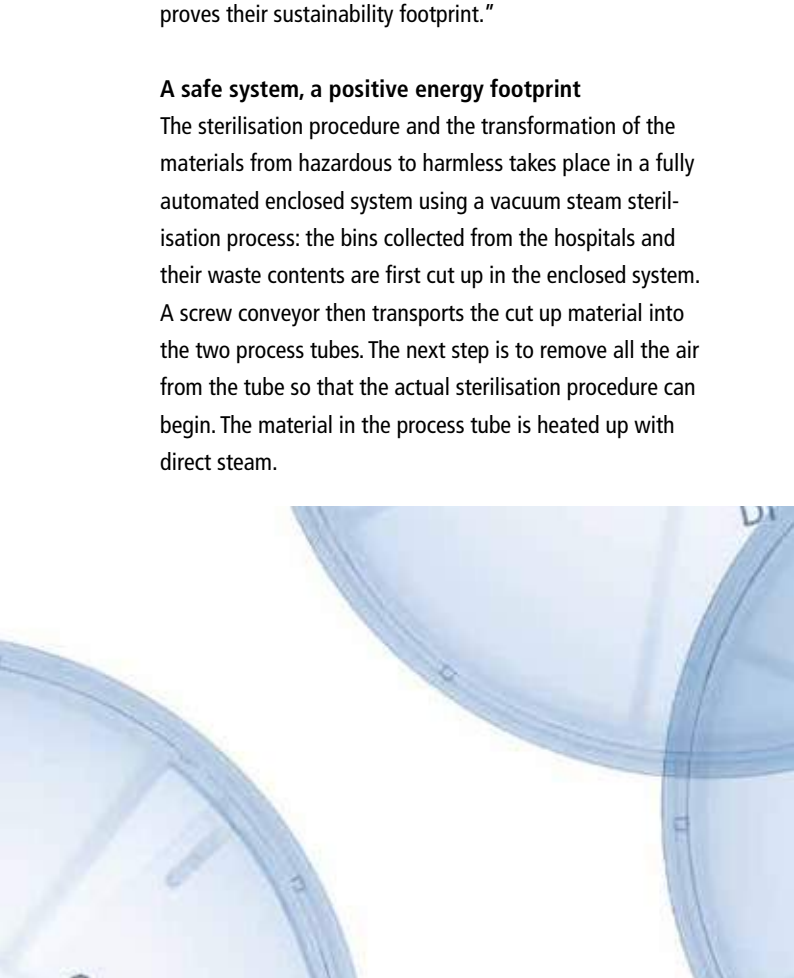 proves their sustainability footprint.”
A safe system, a positive energy footprint
The sterilisation procedure and the transformation of the
materials from hazardous to harmless takes place in a fully
automated enclosed system using a vacuum steam steril-
isation process: the bins collected from the hospitals and
their waste contents are first cut up in the enclosed system.
A screw conveyor then transports the cut up material into
the two process tubes. The next step is to remove all the air
from the tube so that the actual sterilisation procedure can
begin. The material in the process tube is heated up with
direct steam.